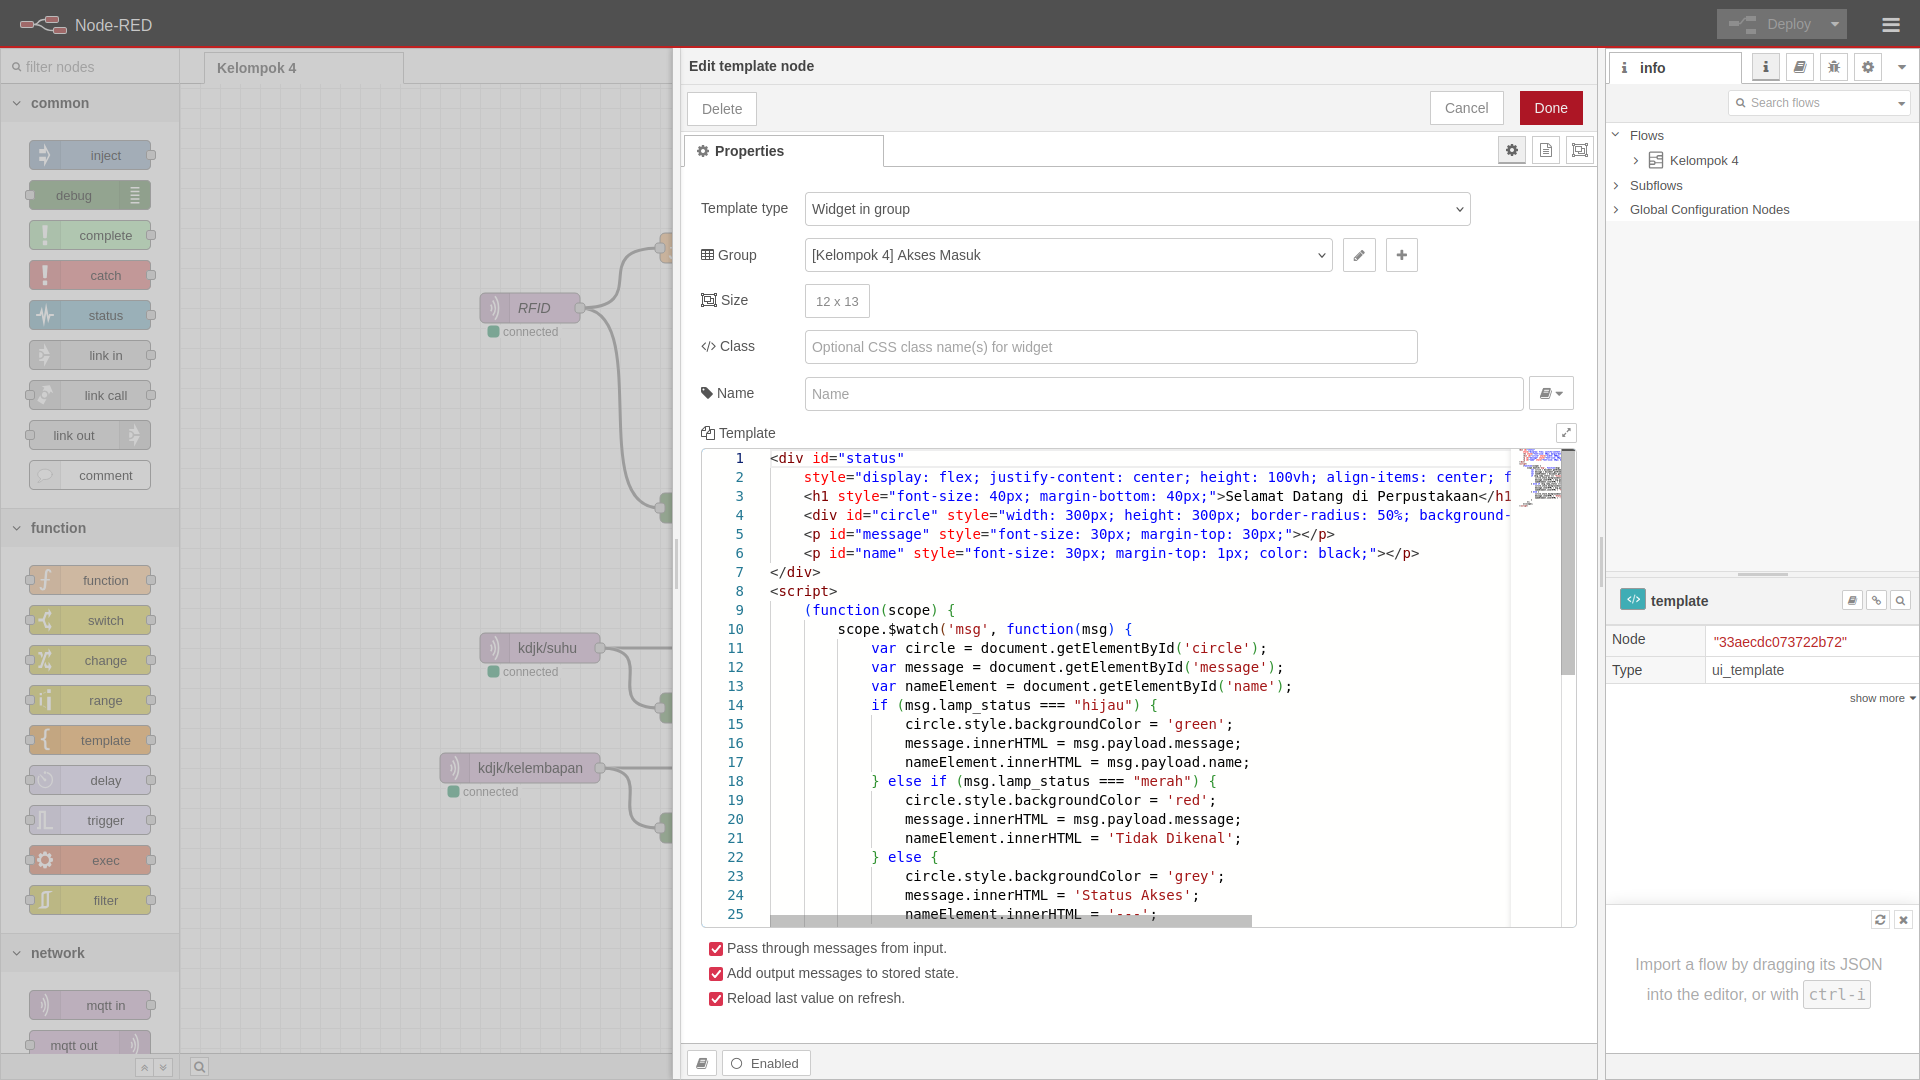 Node-RED
Deploy
filter nodes
Kelompok 4
common
inject
debug
complete
catch
status
link in
link call
link out
comment
function
function
switch
change
range
template
delay
trigger
exec
filter
network
mqtt in
mqtt out
RFID
connected
kdjk/suhu
connected
kdjk/kelembapan
connected
Edit template node
Delete
Cancel
Done
Properties
Template type
Widget in group
Group
[Kelompok 4] Akses Masuk
Size
12 x 13
Class
Optional CSS class name(s) for widget
Name
Name
Template
1 <div id="status"
2 style="display: flex; justify-content: center; height: 100vh; align-items: center; f
3 <h1 style="font-size: 40px; margin-bottom: 40px;">Selamat Datang di Perpustakaan</h1
4 <div id="circle" style="width: 300px; height: 300px; border-radius: 50%; background-
5 <p id="message" style="font-size: 30px; margin-top: 30px;"></p>
6 <p id="name" style="font-size: 30px; margin-top: 1px; color: black;"></p>
7 </div>
8 <script>
9 (function(scope) {
10 scope.$watch('msg', function(msg) {
11 var circle = document.getElementById('circle');
12 var message = document.getElementById('message');
13 var nameElement = document.getElementById('name');
14 if (msg.lamp_status === "hijau") {
15 circle.style.backgroundColor = 'green';
16 message.innerHTML = msg.payload.message;
17 nameElement.innerHTML = msg.payload.name;
18 } else if (msg.lamp_status === "merah") {
19 circle.style.backgroundColor = 'red';
20 message.innerHTML = msg.payload.message;
21 nameElement.innerHTML = 'Tidak Dikenal';
22 } else {
23 circle.style.backgroundColor = 'grey';
24 message.innerHTML = 'Status Akses';
25 nameElement.innerHTML = '---';
Pass through messages from input.
Add output messages to stored state.
Reload last value on refresh.
Enabled
info
Search flows
Flows
Kelompok 4
Subflows
Global Configuration Nodes
template
Node "33aecdc073722b72"
Type ui_template
show more
Import a flow by dragging its JSON
into the editor, or with ctrl-i